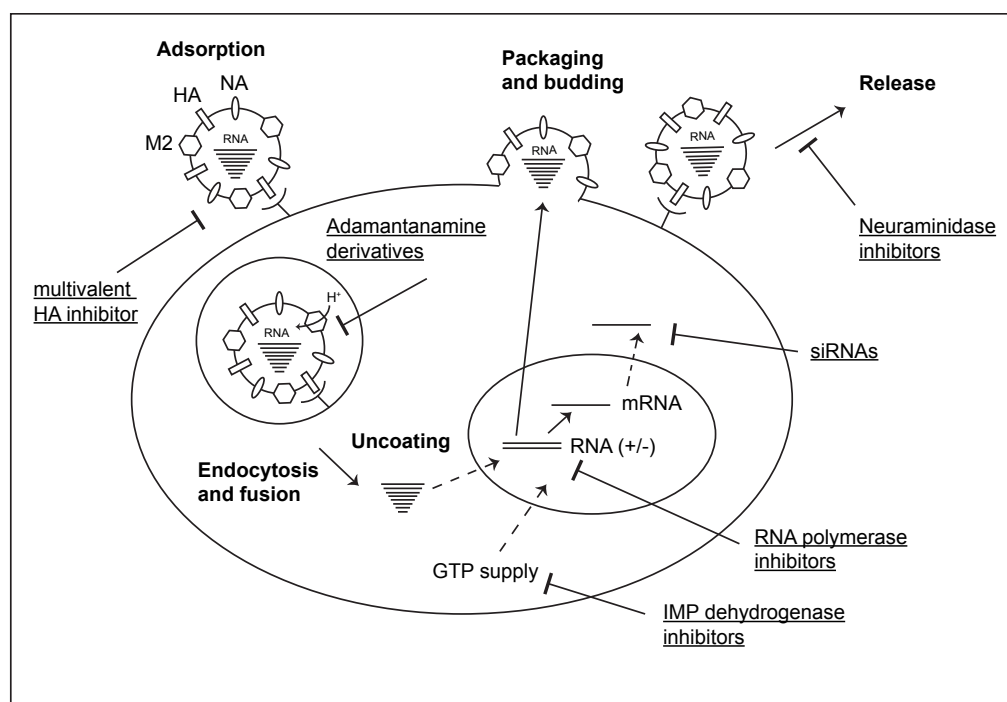 Adsorption
NA
HA
M2
RNA
Packaging
and budding
RNA
RNA
Release
Neuraminidase
inhibitors
Adamantanamine
derivatives
multivalent
HA inhibitor
H+
RNA
siRNAs
mRNA
RNA (+/-)
Uncoating
Endocytosis
and fusion
RNA polymerase
inhibitors
GTP supply
IMP dehydrogenase
inhibitors